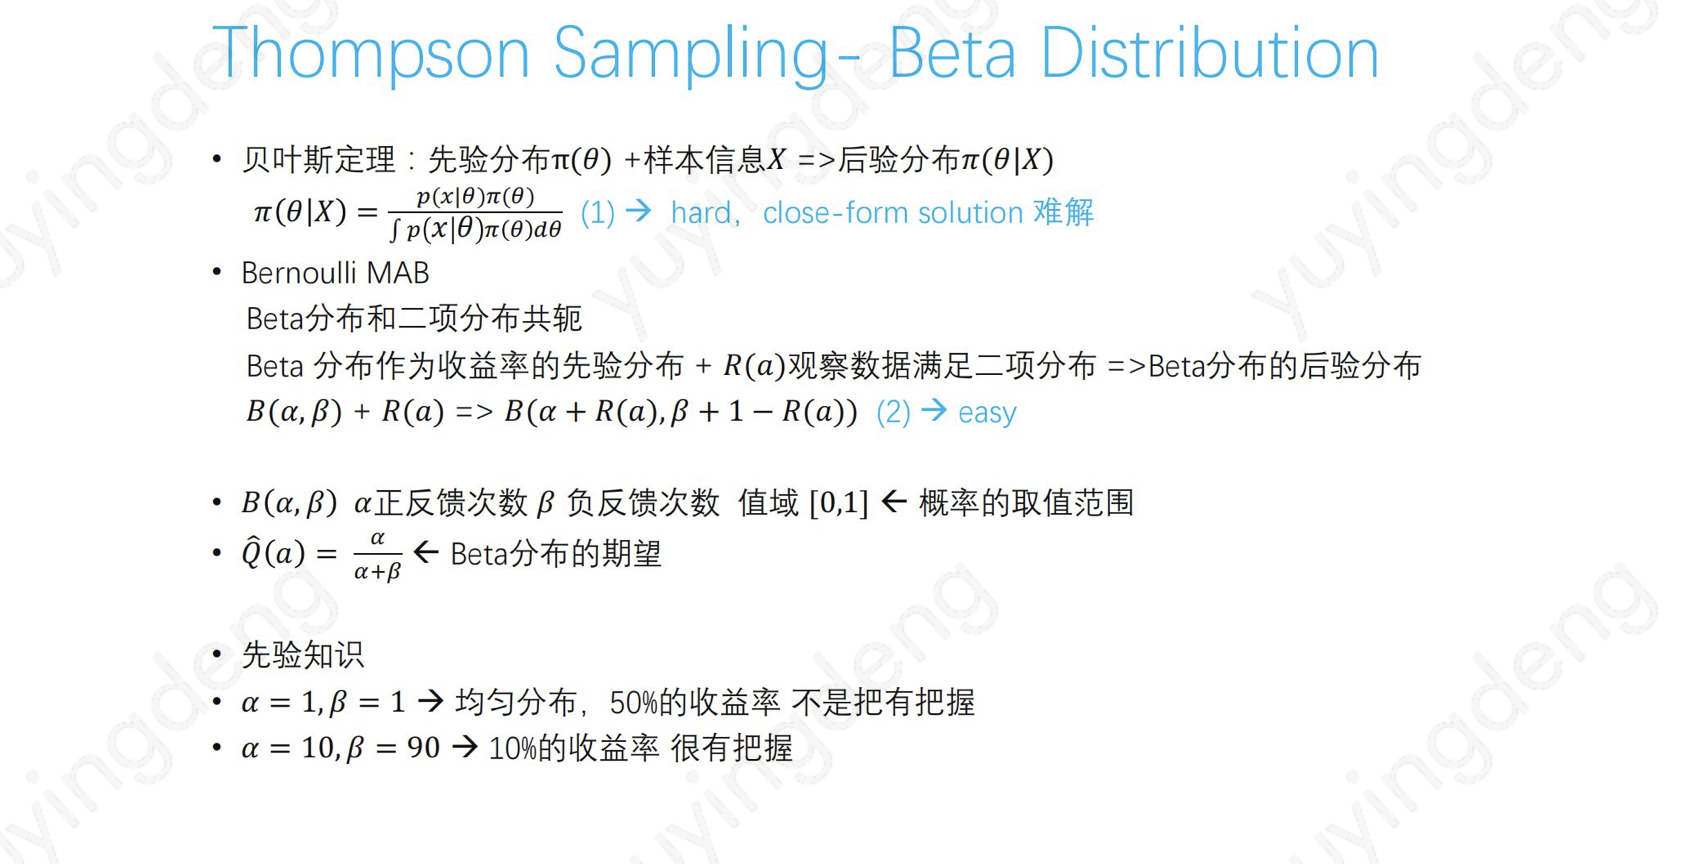 Thompson Sampling- Beta Distribution
• 贝叶斯定理：先验分布π(θ) +样本信息X =>后验分布π(θ|X)
π(θ|X) = p(x|θ)π(θ) / ∫ p(x|θ)π(θ)dθ (1) → hard, close-form solution 难解
• Bernoulli MAB
Beta分布和二项分布共轭
Beta 分布作为收益率的先验分布 + R(a)观察数据满足二项分布 =>Beta分布的后验分布
B(α, β) + R(a) => B(α + R(a), β + 1 − R(a)) (2) → easy
• B(α, β) α正反馈次数 β 负反馈次数 值域 [0,1] ← 概率的取值范围
• Q̂(a) = α / α+β ← Beta分布的期望
• 先验知识
• α = 1, β = 1 → 均匀分布，50%的收益率 不是把有把握
• α = 10, β = 90 → 10%的收益率 很有把握
yuyingdeng
yuyingdeng
yuyingdeng
yuyingdeng
yuyingdeng
yuyingdeng